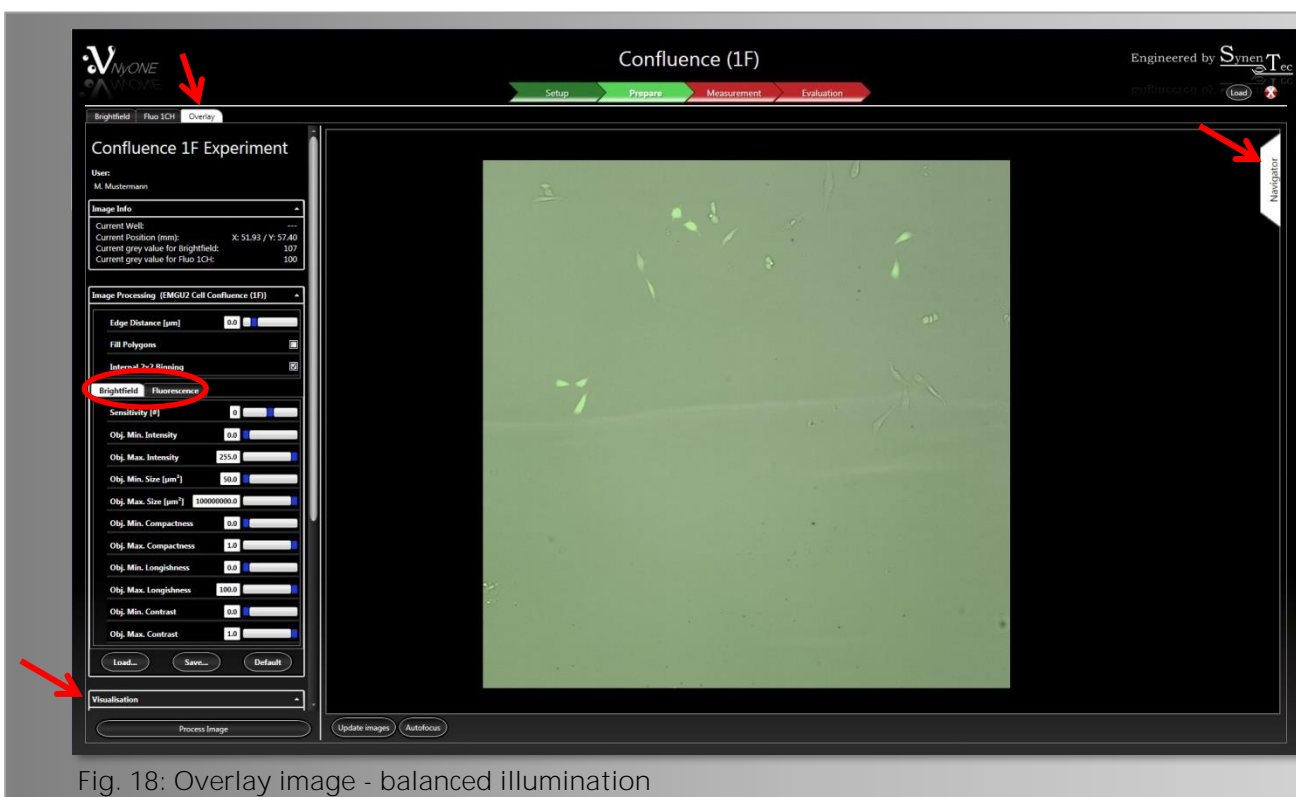 NyONE
Confluence (1F)
Engineered by SynenTec
Setup Prepare Measurement Evaluation
Load X
Brightfield Fluo 1CH Overlay
Confluence 1F Experiment
User:
M. Mustermann
Image Info
Current Well: ---
Current Position (mm): X: 51.93 / Y: 57.40
Current grey value for Brightfield: 107
Current grey value for Fluo 1CH: 100
Navigator
Image Processing (EMGU2 Cell Confluence (1F))
Edge Distance [µm] 0.0
Fill Polygons
Internal 2x2 Binning
Brightfield Fluorescence
Sensitivity [#] 0
Obj. Min. Intensity 0.0
Obj. Max. Intensity 255.0
Obj. Min. Size [µm²] 50.0
Obj. Max. Size [µm²] 100000000.0
Obj. Min. Compactness 0.0
Obj. Max. Compactness 1.0
Obj. Min. Longishness 0.0
Obj. Max. Longishness 100.0
Obj. Min. Contrast 0.0
Obj. Max. Contrast 1.0
Load... Save... Default
Visualisation
Process Image Update images Autofocus
Fig. 18: Overlay image - balanced illumination